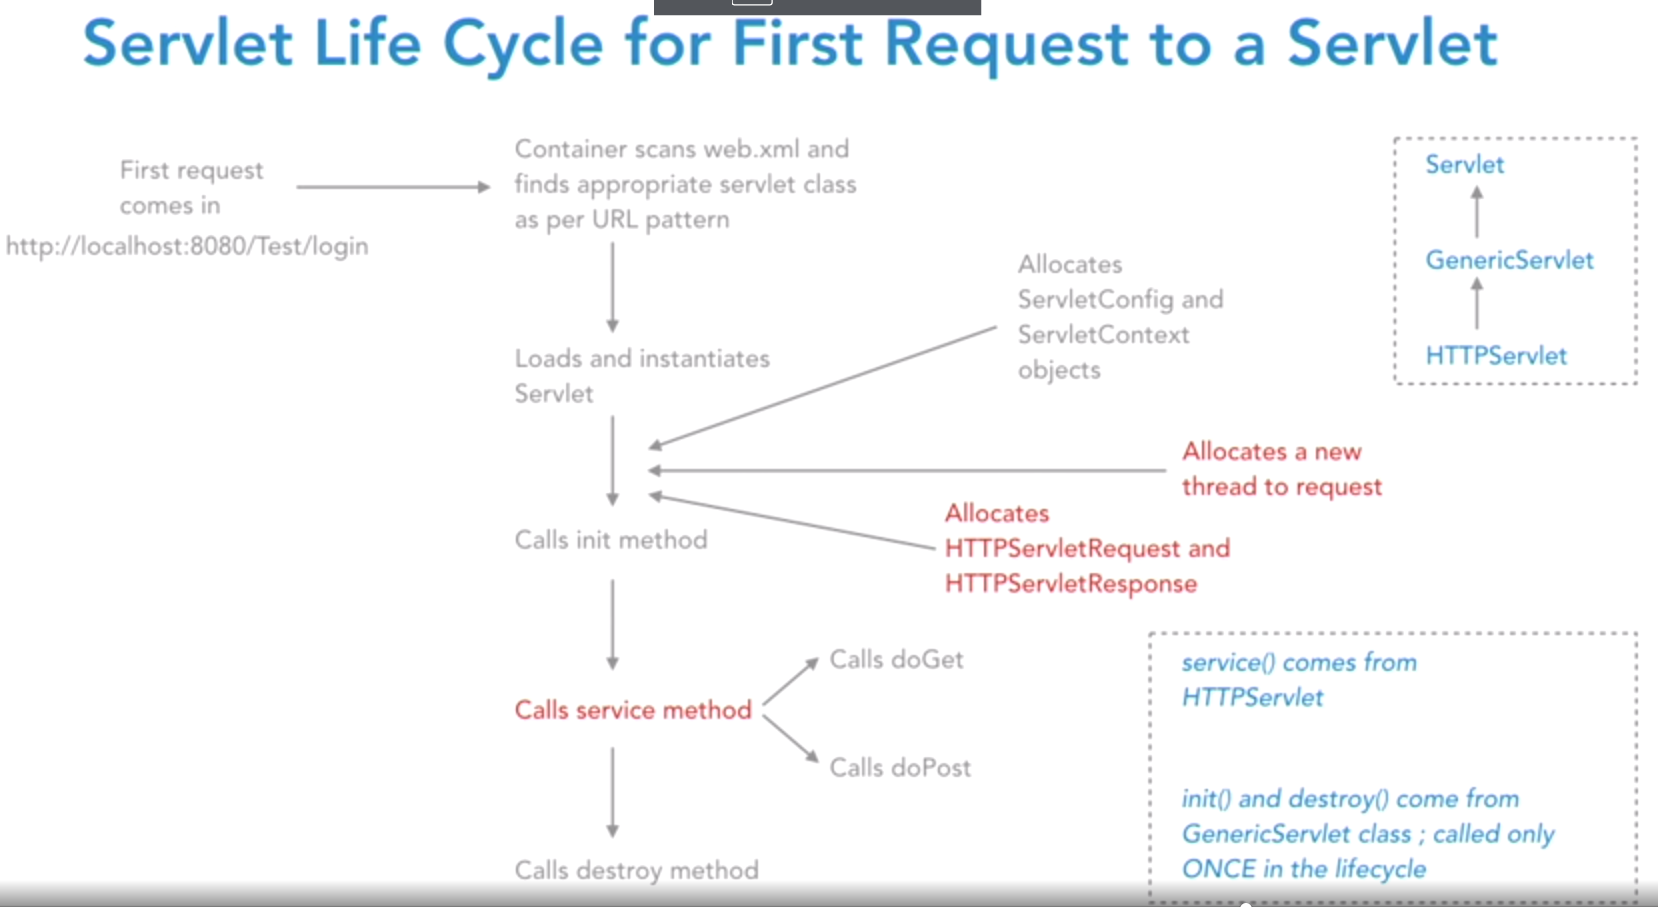 Servlet Life Cycle for First Request to a Servlet
First request
comes in
http://localhost:8080/Test/login
Container scans web.xml and
finds appropriate servlet class
as per URL pattern
Loads and instantiates
Servlet
Allocates
ServletConfig and
ServletContext
objects
Servlet
GenericServlet
HTTPServlet
Allocates a new
thread to request
Allocates
HTTPServletRequest and
HTTPServletResponse
Calls init method
Calls service method
Calls doGet
Calls doPost
Calls destroy method
service() comes from
HTTPServlet
init() and destroy() come from
GenericServlet class ; called only
ONCE in the lifecycle